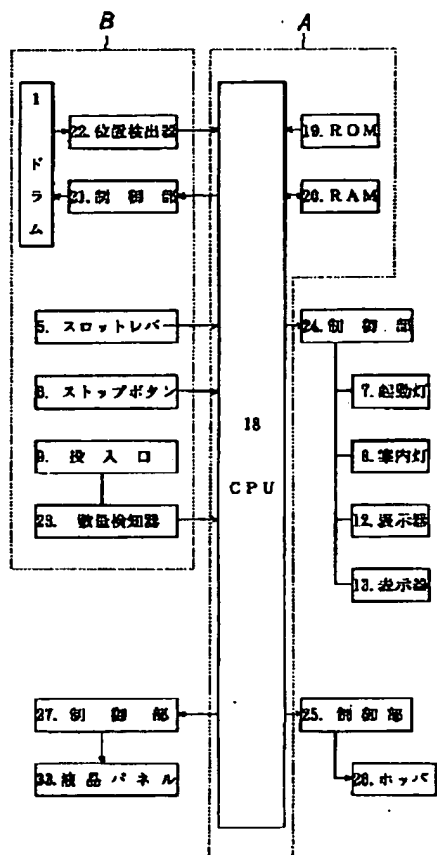 B
A
1
ド
ラ
ム
22. 位置検出器
21. 制 御 部
19. ROM
20. RAM
5. スロットレバー
6. ストップボタン
9. 投 入 口
23. 数量検知器
18
CPU
24. 制 御 部
7. 起動灯
8. 案内灯
12. 表示器
13. 表示器
27. 制 御 部
33. 液晶パネル
25. 制 御 部
26. ホッパ